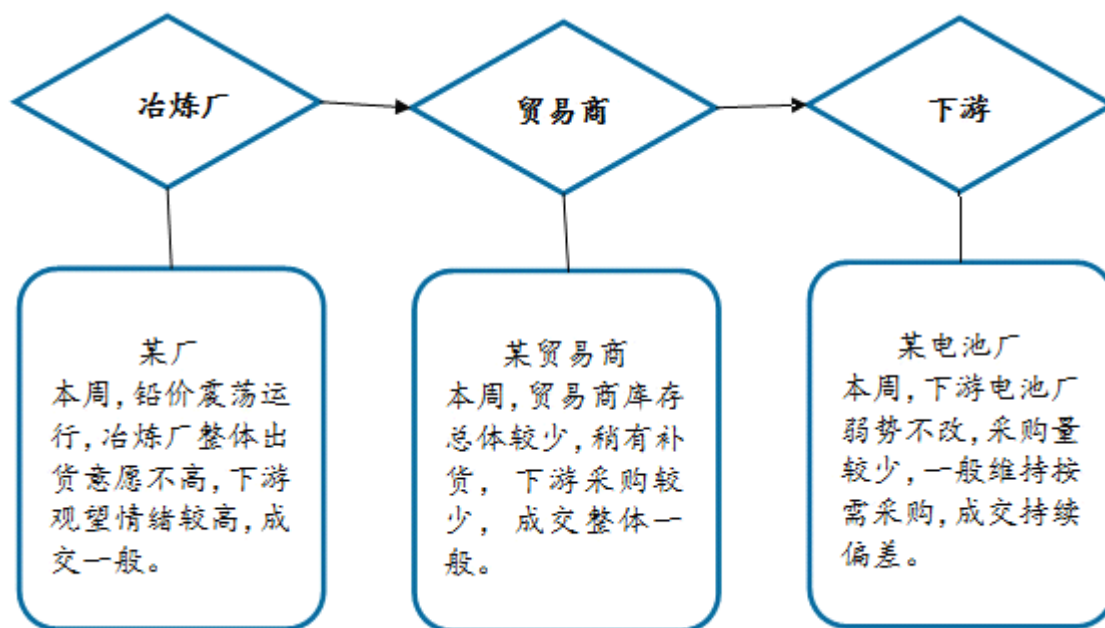 冶炼厂
贸易商
下游
某厂
本周,铅价震荡运
行,冶炼厂整体出
货意愿不高,下游
观望情绪较高,成
交一般。
某贸易商
本周,贸易商库存
总体较少,稍有补
货，下游采购较
少，成交整体一
般。
某电池厂
本周,下游电池厂
弱势不改,采购量
较少,一般维持按
需采购,成交持续
偏差。